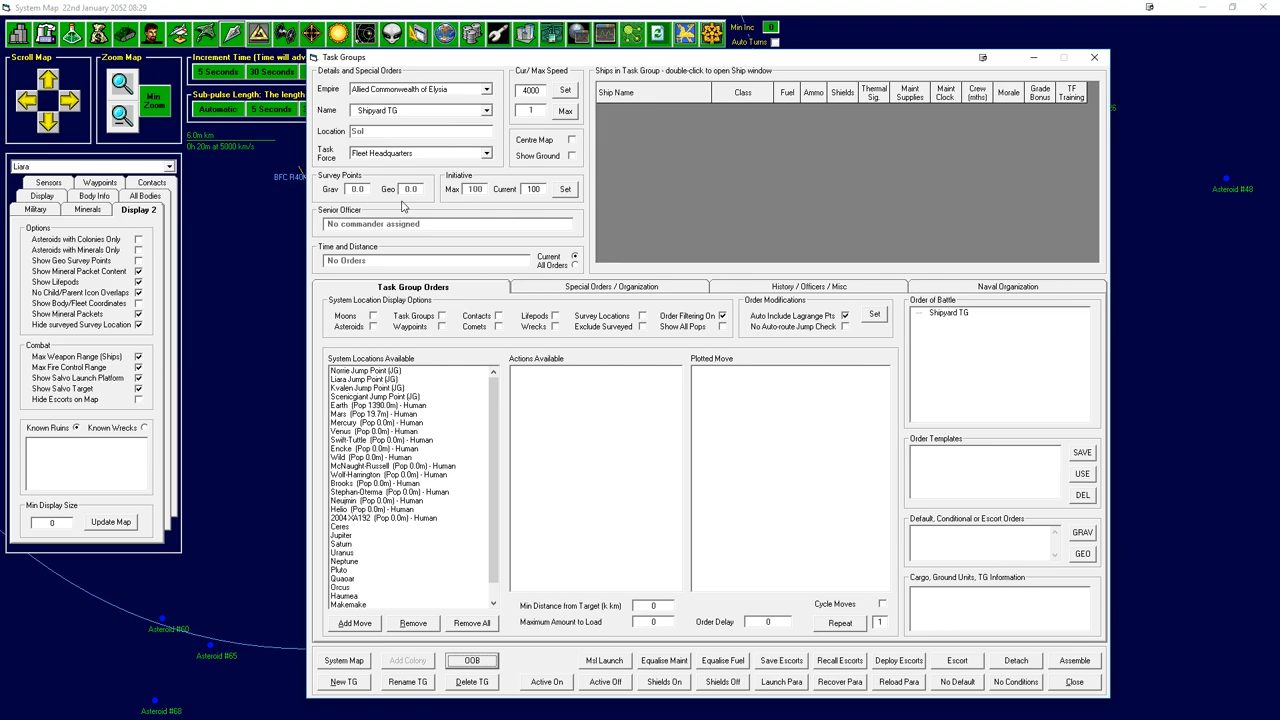 System Map 22nd January 2052 08:29
Min Inc 0
Auto Turns
Scroll Map
Zoom Map
Min Zoom
Increment Time (Time will adv
5 Seconds
30 Seconds
Sub-pulse Length: The length
Automatic
5 Seconds
6.0m km
0h 20m at 5000 km/s
Liara
Sensors Waypoints Contacts
Display Body Info All Bodies
Military Minerals Display 2
Options
Asteroids with Colonies Only
Asteroids with Minerals Only
Show Geo Survey Points
Show Mineral Packet Content
Show Lifepods
No Child/Parent Icon Overlaps
Show Body/Fleet Coordinates
Show Mineral Packets
Hide surveyed Survey Location
Combat
Max Weapon Range (Ships)
Max Fire Control Range
Show Salvo Launch Platform
Show Salvo Target
Hide Escorts on Map
Known Ruins Known Wrecks
Min Display Size
0 Update Map
Asteroid #60
Asteroid #65
Asteroid #68
Asteroid #48
Task Groups
Details and Special Orders
Empire Allied Commonwealth of Elysia
Name Shipyard TG
Location Sol
Task Force Fleet Headquarters
Cur/ Max Speed
4000 Set
1 Max
Centre Map
Show Ground
Survey Points
Grav 0.0 Geo 0.0
Initiative
Max 100 Current 100 Set
Senior Officer
No commander assigned
Time and Distance
No Orders
Current
All Orders
Ships in Task Group - double-click to open Ship window
Ship Name Class Fuel Ammo Shields Thermal Sig. Maint Supplies Maint Clock Crew (mths) Morale Grade Bonus TF Training
Task Group Orders Special Orders / Organization History / Officers / Misc Naval Organization
System Location Display Options
Moons Task Groups Contacts Lifepods Survey Locations Order Filtering On
Asteroids Waypoints Comets Wrecks Exclude Surveyed Show All Pops
Order Modifications
Auto Include Lagrange Pts Set
No Auto-route Jump Check
System Locations Available
Norrie Jump Point (JG)
Liara Jump Point (JG)
Kvalen Jump Point (JG)
Scenicgiant Jump Point (JG)
Earth (Pop 1390.0m) - Human
Mars (Pop 19.7m) - Human
Mercury (Pop 0.0m) - Human
Venus (Pop 0.0m) - Human
Swift-Tuttle (Pop 0.0m) - Human
Encke (Pop 0.0m) - Human
Wild (Pop 0.0m) - Human
McNaught-Russell (Pop 0.0m) - Human
Wolf-Harrington (Pop 0.0m) - Human
Brooks (Pop 0.0m) - Human
Stephan-Oterma (Pop 0.0m) - Human
Neujmin (Pop 0.0m) - Human
Helio (Pop 0.0m) - Human
2004 XA192 (Pop 0.0m) - Human
Ceres
Jupiter
Saturn
Uranus
Neptune
Pluto
Quaoar
Orcus
Haumea
Makemake
Actions Available
Plotted Move
Add Move Remove Remove All
Min Distance from Target (k km) 0
Maximum Amount to Load 0
Order Delay 0
Cycle Moves
Repeat 1
Order of Battle
Shipyard TG
Order Templates
SAVE
USE
DEL
Default, Conditional or Escort Orders
GRAV
GEO
Cargo, Ground Units, TG Information
System Map Add Colony OOB Msl Launch Equalise Maint Equalise Fuel Save Escorts Recall Escorts Deploy Escorts Escort Detach Assemble
New TG Rename TG Delete TG Active On Active Off Shields On Shields Off Launch Para Recover Para Reload Para No Default No Conditions Close